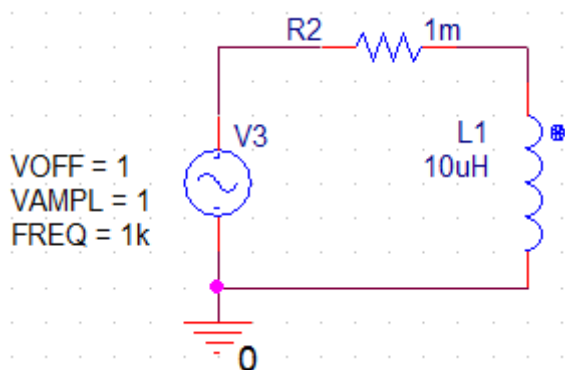 R2 1m
V3
L1
10uH
VOFF = 1
VAMPL = 1
FREQ = 1k
0